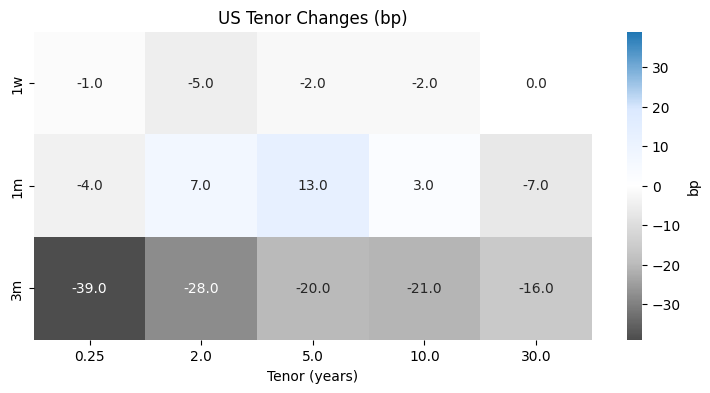 US Tenor Changes (bp)
1w
-1.0 -5.0 -2.0 -2.0 0.0
1m
-4.0 7.0 13.0 3.0 -7.0
3m
-39.0 -28.0 -20.0 -21.0 -16.0
0.25 2.0 5.0 10.0 30.0
Tenor (years)
30
20
10
0
−10
−20
−30
bp